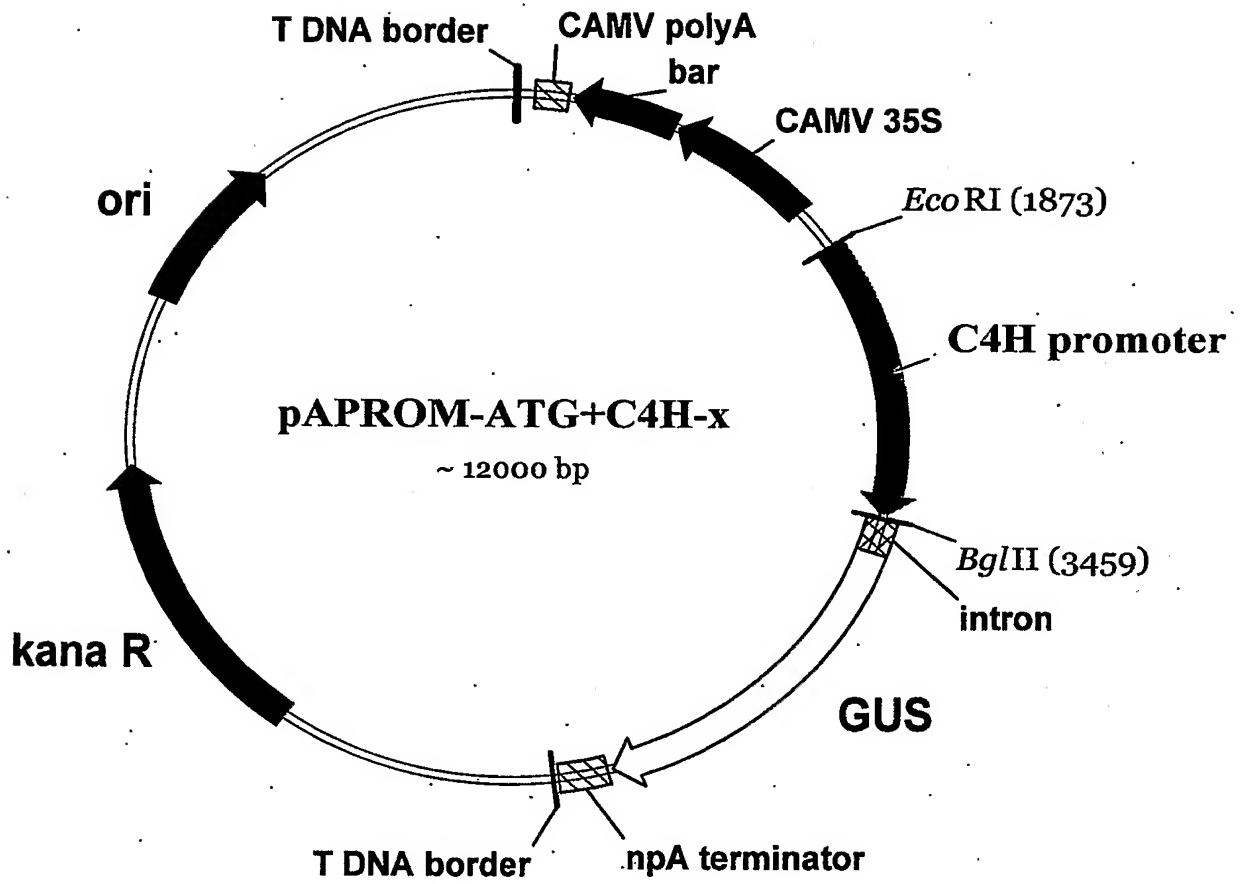 T DNA border
CAMV polyA
bar
CAMV 35S
EcoRI (1873)
C4H promoter
BglII (3459)
intron
GUS
npA terminator
T DNA border
kana R
ori
pAPROM-ATG+C4H-x
~ 12000 bp